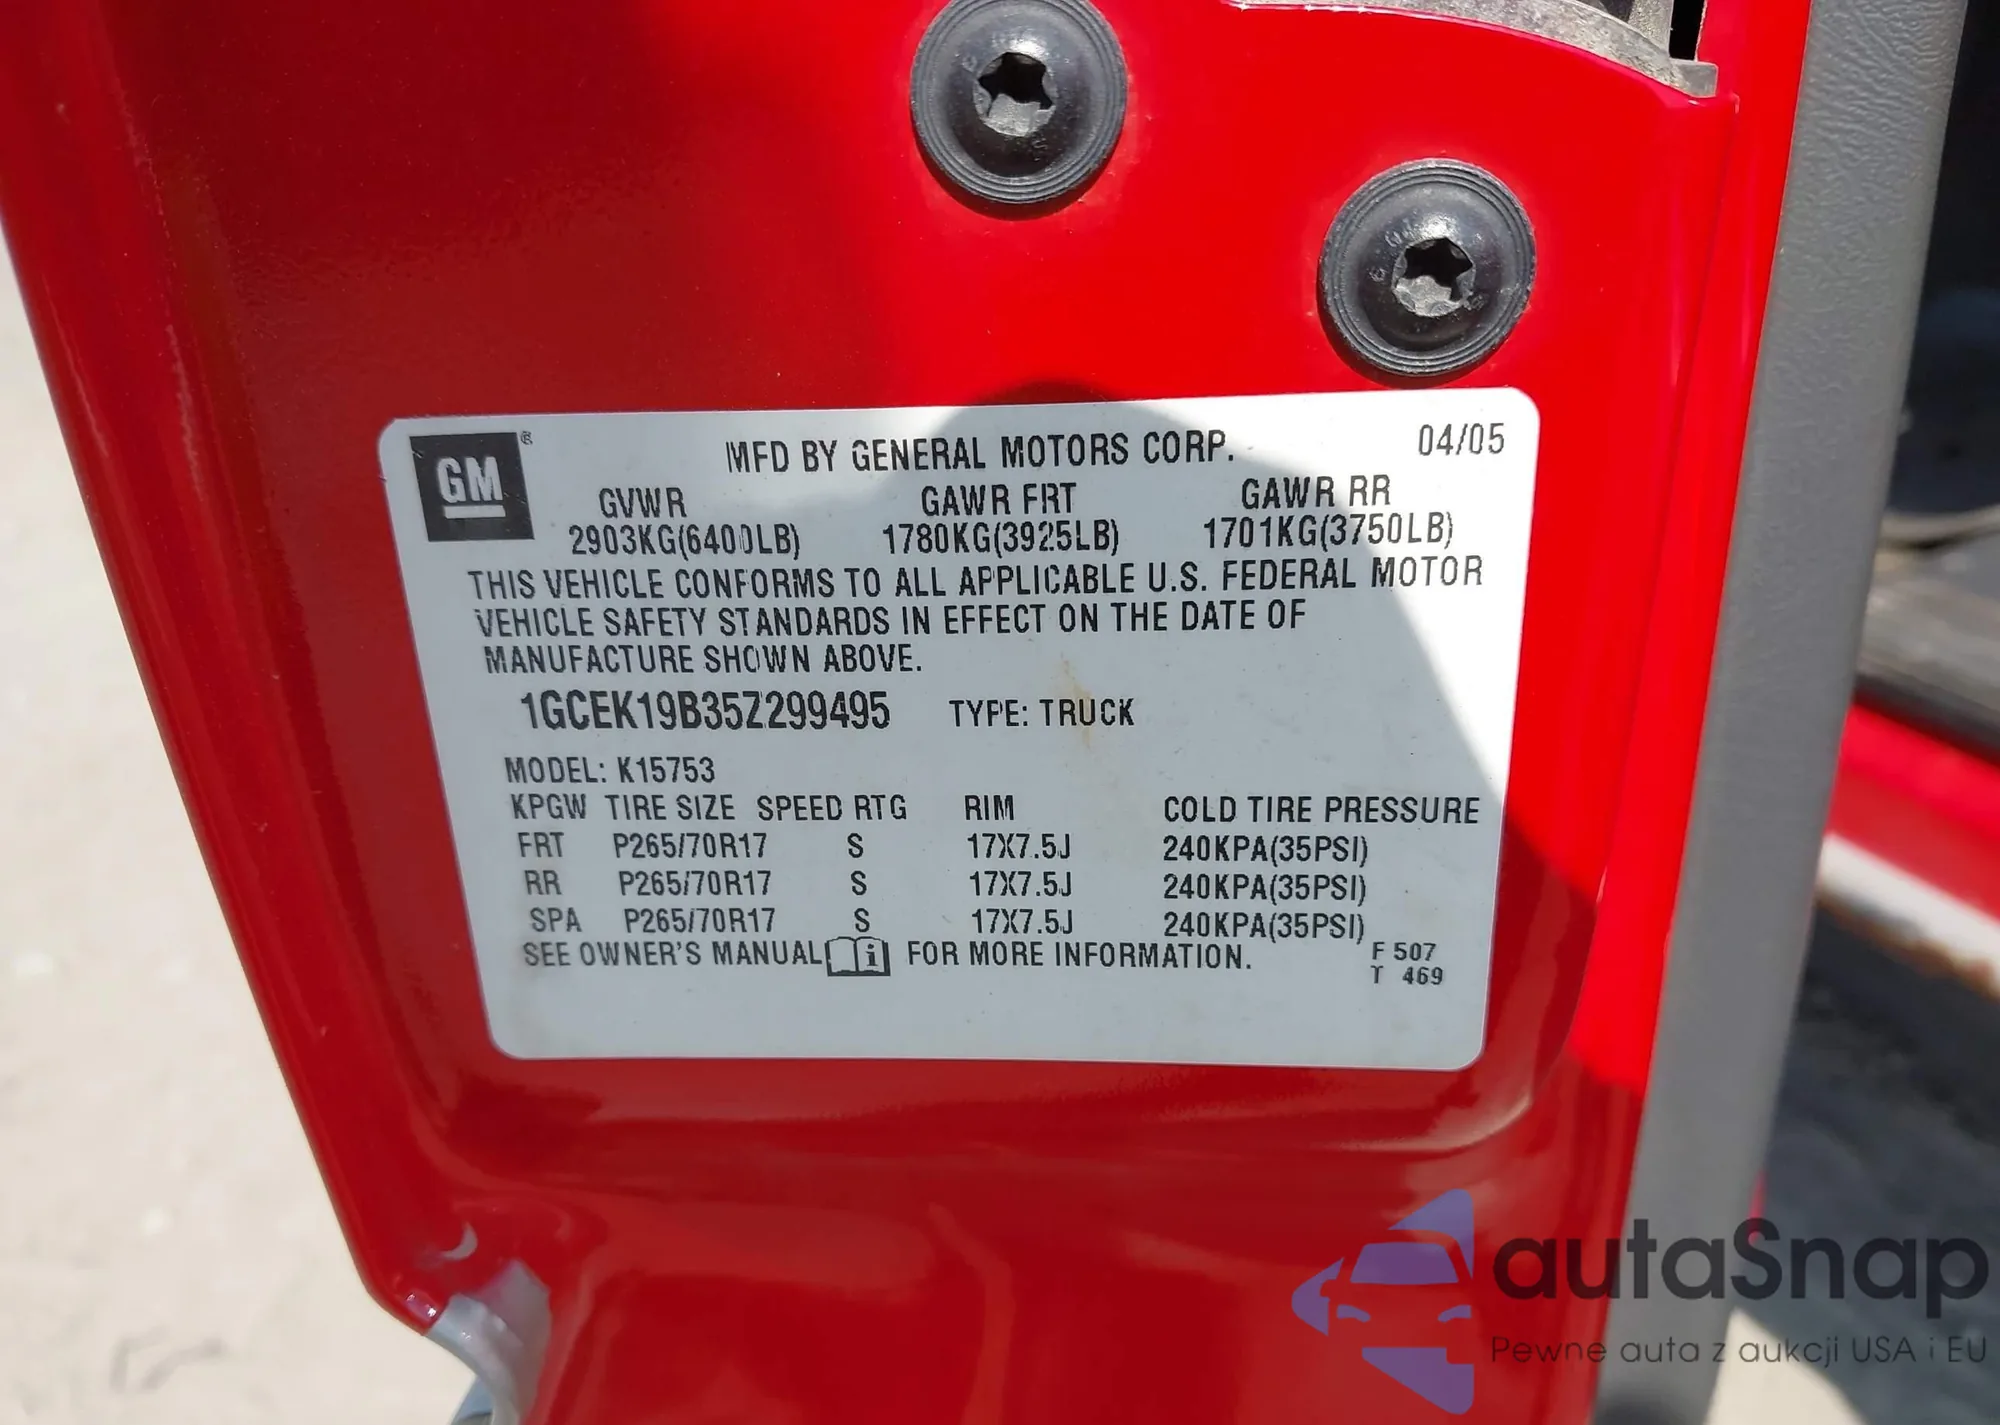 GM®
MFD BY GENERAL MOTORS CORP. 04/05
GVWR GAWR FRT GAWR RR
2903KG(6400LB) 1780KG(3925LB) 1701KG(3750LB)
THIS VEHICLE CONFORMS TO ALL APPLICABLE U.S. FEDERAL MOTOR
VEHICLE SAFETY STANDARDS IN EFFECT ON THE DATE OF
MANUFACTURE SHOWN ABOVE.
1GCEK19B35Z299495 TYPE: TRUCK
MODEL: K15753
KPGW TIRE SIZE SPEED RTG RIM COLD TIRE PRESSURE
FRT P265/70R17 S 17X7.5J 240KPA(35PSI)
RR P265/70R17 S 17X7.5J 240KPA(35PSI)
SPA P265/70R17 S 17X7.5J 240KPA(35PSI)
SEE OWNER'S MANUAL i FOR MORE INFORMATION.
F 507
T 469
autaSnap
Pewne auta z aukcji USA i EU